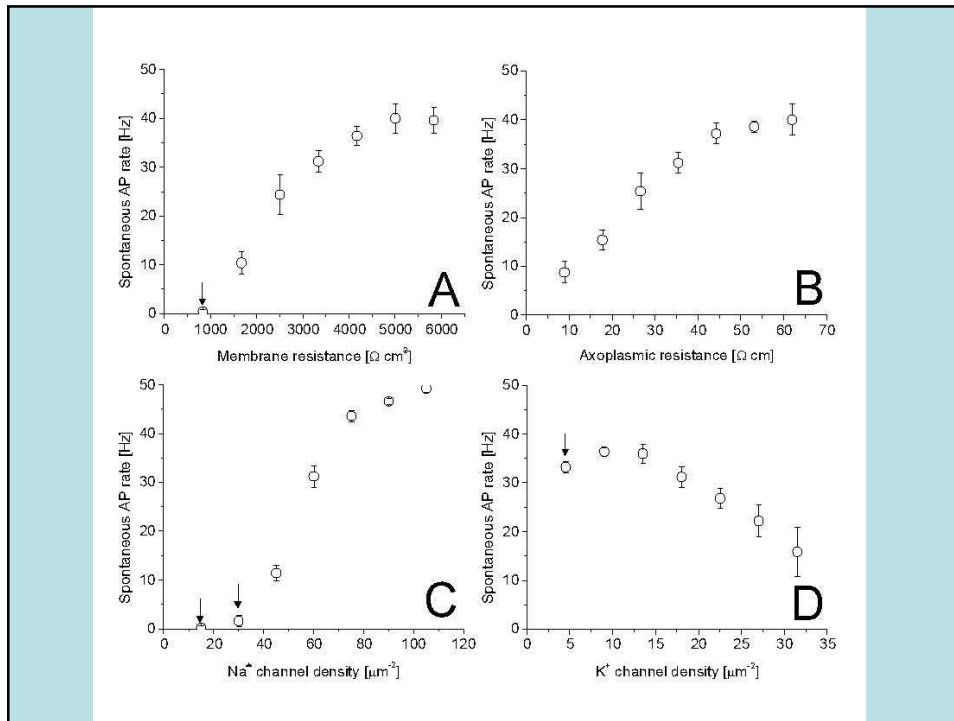 50
40
30
20
10
0
Spontaneous AP rate [Hz]
0 1000 2000 3000 4000 5000 6000
Membrane resistance [Ω cm²]
A
50
40
30
20
10
0
Spontaneous AP rate [Hz]
0 10 20 30 40 50 60 70
Axoplasmic resistance [Ω cm]
B
50
40
30
20
10
0
Spontaneous AP rate [Hz]
0 20 40 60 80 100 120
Na⁺ channel density [μm⁻²]
C
50
40
30
20
10
0
Spontaneous AP rate [Hz]
0 5 10 15 20 25 30 35
K⁺ channel density [μm⁻²]
D